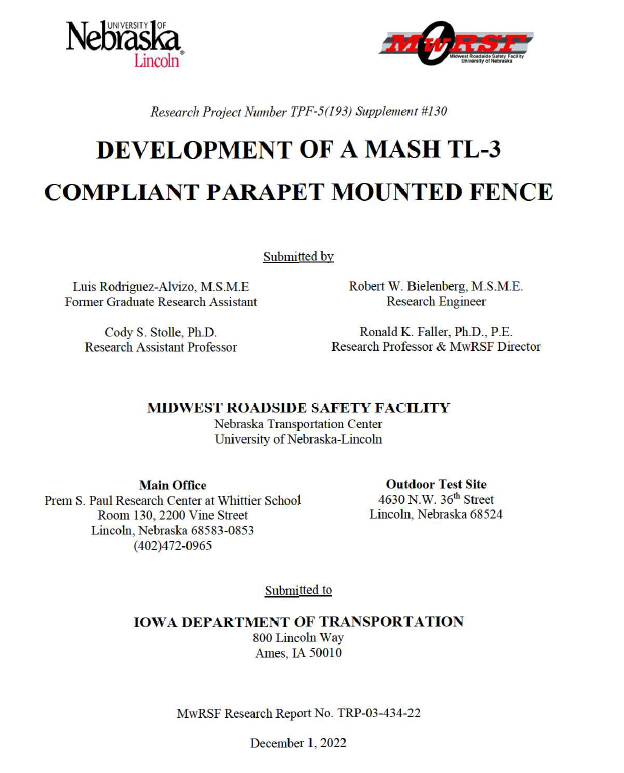 UNIVERSITY OF
Nebraska
Lincoln
MwRSF
Midwest Roadside Safety Facility
University of Nebraska
Research Project Number TPF-5(193) Supplement #130
DEVELOPMENT OF A MASH TL-3
COMPLIANT PARAPET MOUNTED FENCE
Submitted by
Luis Rodriguez-Alvizo, M.S.M.E
Former Graduate Research Assistant
Robert W. Bielenberg, M.S.M.E.
Research Engineer
Cody S. Stolle, Ph.D.
Research Assistant Professor
Ronald K. Faller, Ph.D., P.E.
Research Professor & MwRSF Director
MIDWEST ROADSIDE SAFETY FACILITY
Nebraska Transportation Center
University of Nebraska-Lincoln
Main Office
Prem S. Paul Research Center at Whittier School
Room 130, 2200 Vine Street
Lincoln, Nebraska 68583-0853
(402)472-0965
Outdoor Test Site
4630 N.W. 36th Street
Lincoln, Nebraska 68524
Submitted to
IOWA DEPARTMENT OF TRANSPORTATION
800 Lincoln Way
Ames, IA 50010
MwRSF Research Report No. TRP-03-434-22
December 1, 2022